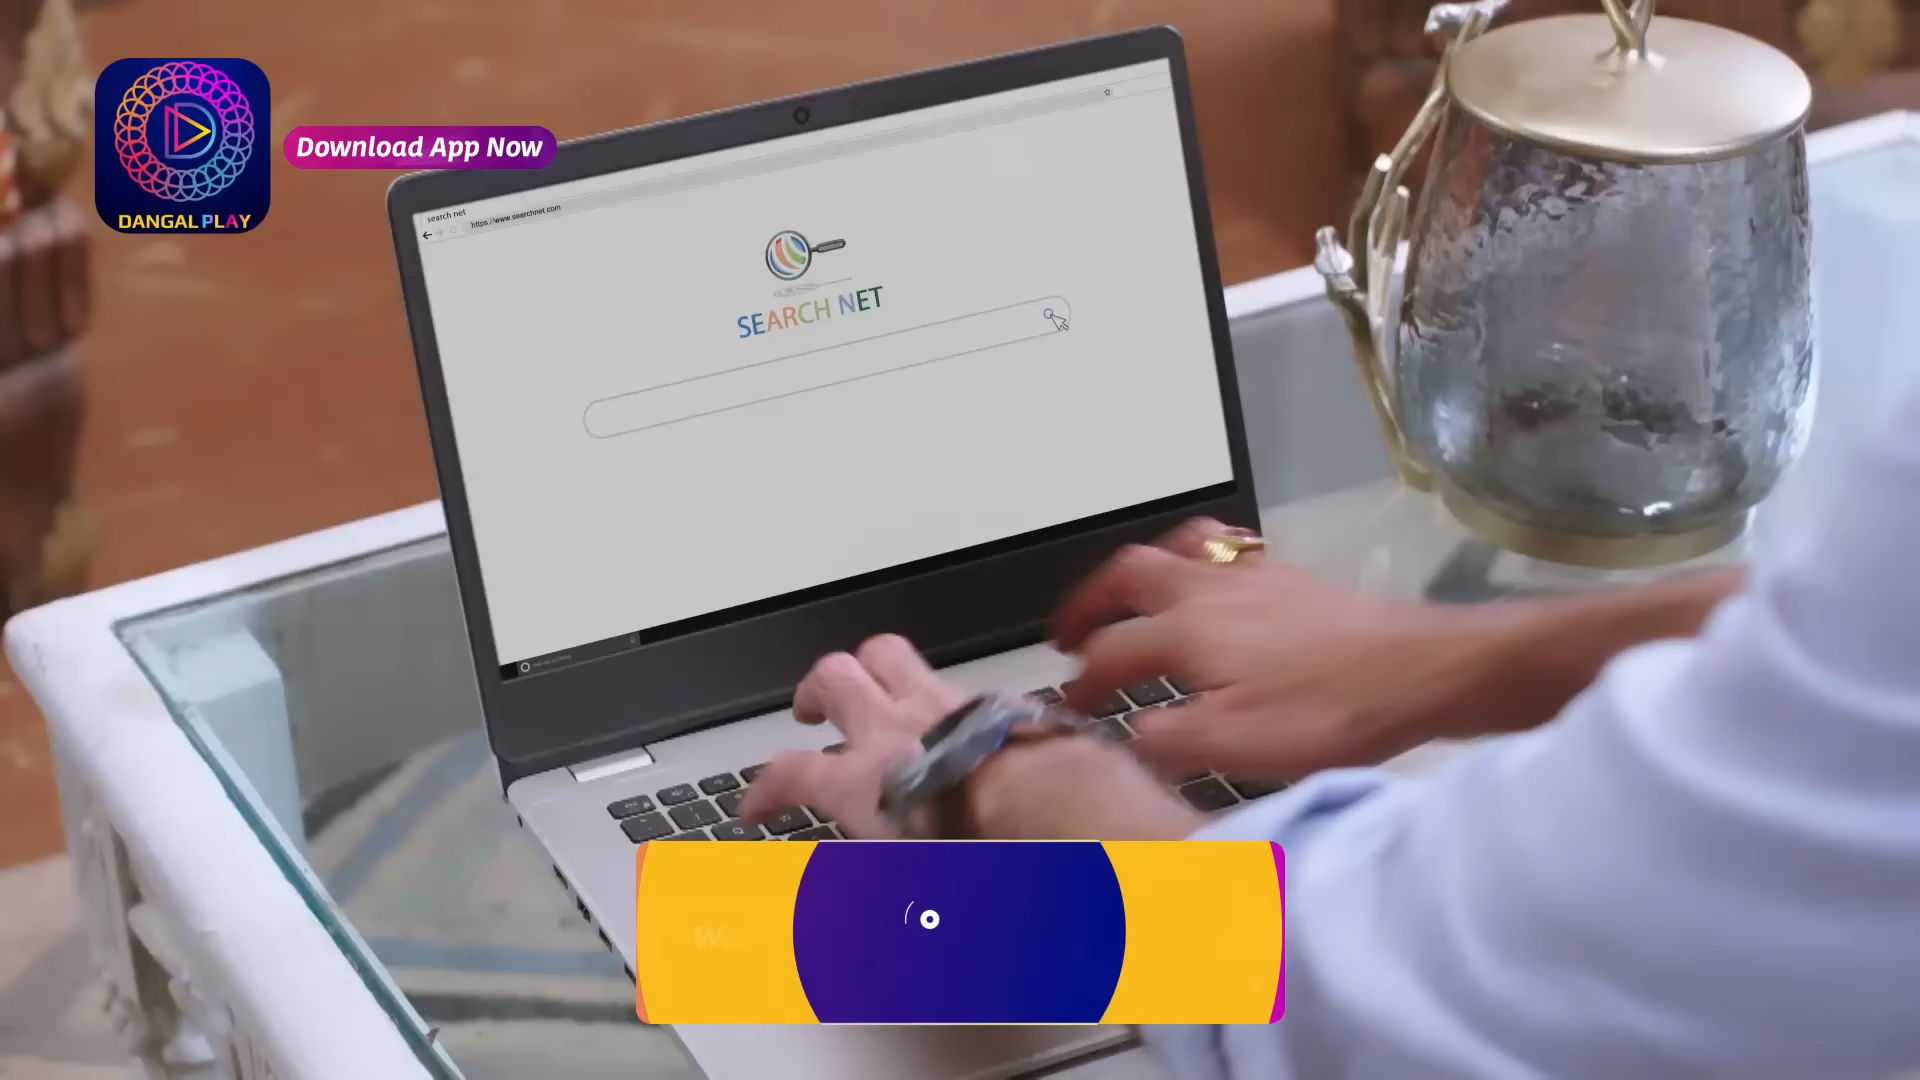 DANGAL PLAY
Download App Now
search net
https://www.searchnet.com
SEARCH NET
Q
W